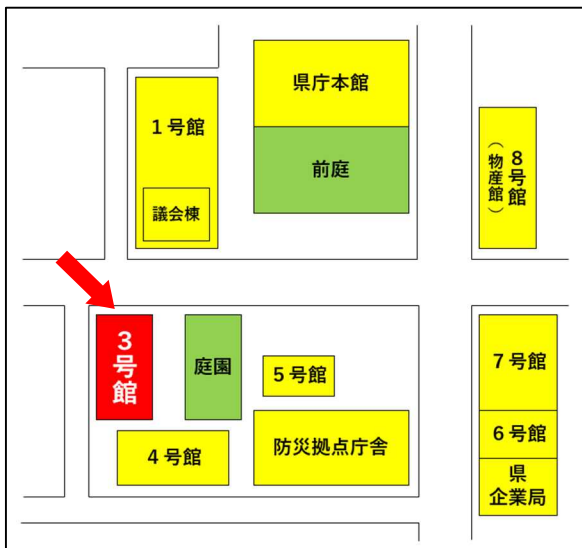 県庁本館
1号館
前庭
議会棟
8号館
（物産館）
3号館
庭園
5号館
7号館
4号館
防災拠点庁舎
6号館
県
企業局